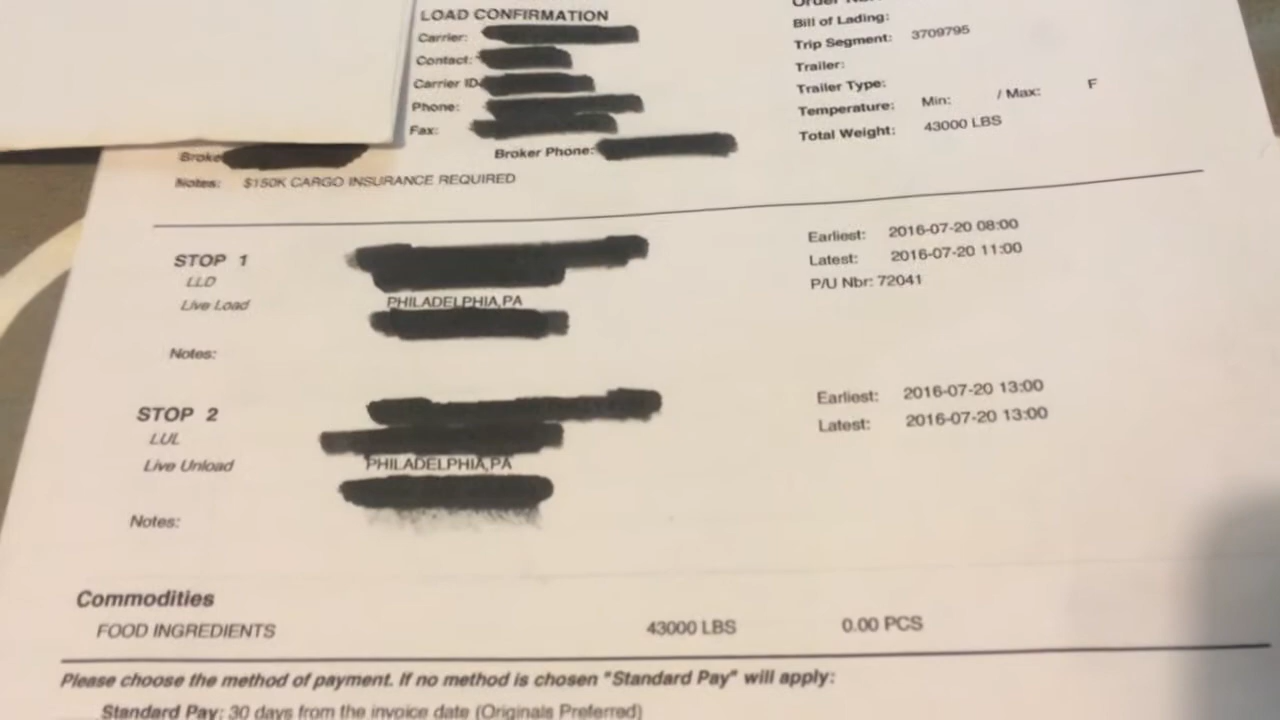 LOAD CONFIRMATION
Carrier:
Contact:
Carrier ID
Phone:
Fax:
Bill of Lading:
Trip Segment: 3709795
Trailer:
Trailer Type:
Temperature: Min: / Max: F
Total Weight: 43000 LBS
Broke
Broker Phone:
Notes: $150K CARGO INSURANCE REQUIRED
STOP 1
LLD
Live Load
PHILADELPHIA,PA
Notes:
Earliest: 2016-07-20 08:00
Latest: 2016-07-20 11:00
P/U Nbr: 72041
STOP 2
LUL
Live Unload
PHILADELPHIA,PA
Notes:
Earliest: 2016-07-20 13:00
Latest: 2016-07-20 13:00
Commodities
FOOD INGREDIENTS 43000 LBS 0.00 PCS
Please choose the method of payment. If no method is chosen "Standard Pay" will apply:
Standard Pay: 30 days from the invoice date (Originals Preferred)